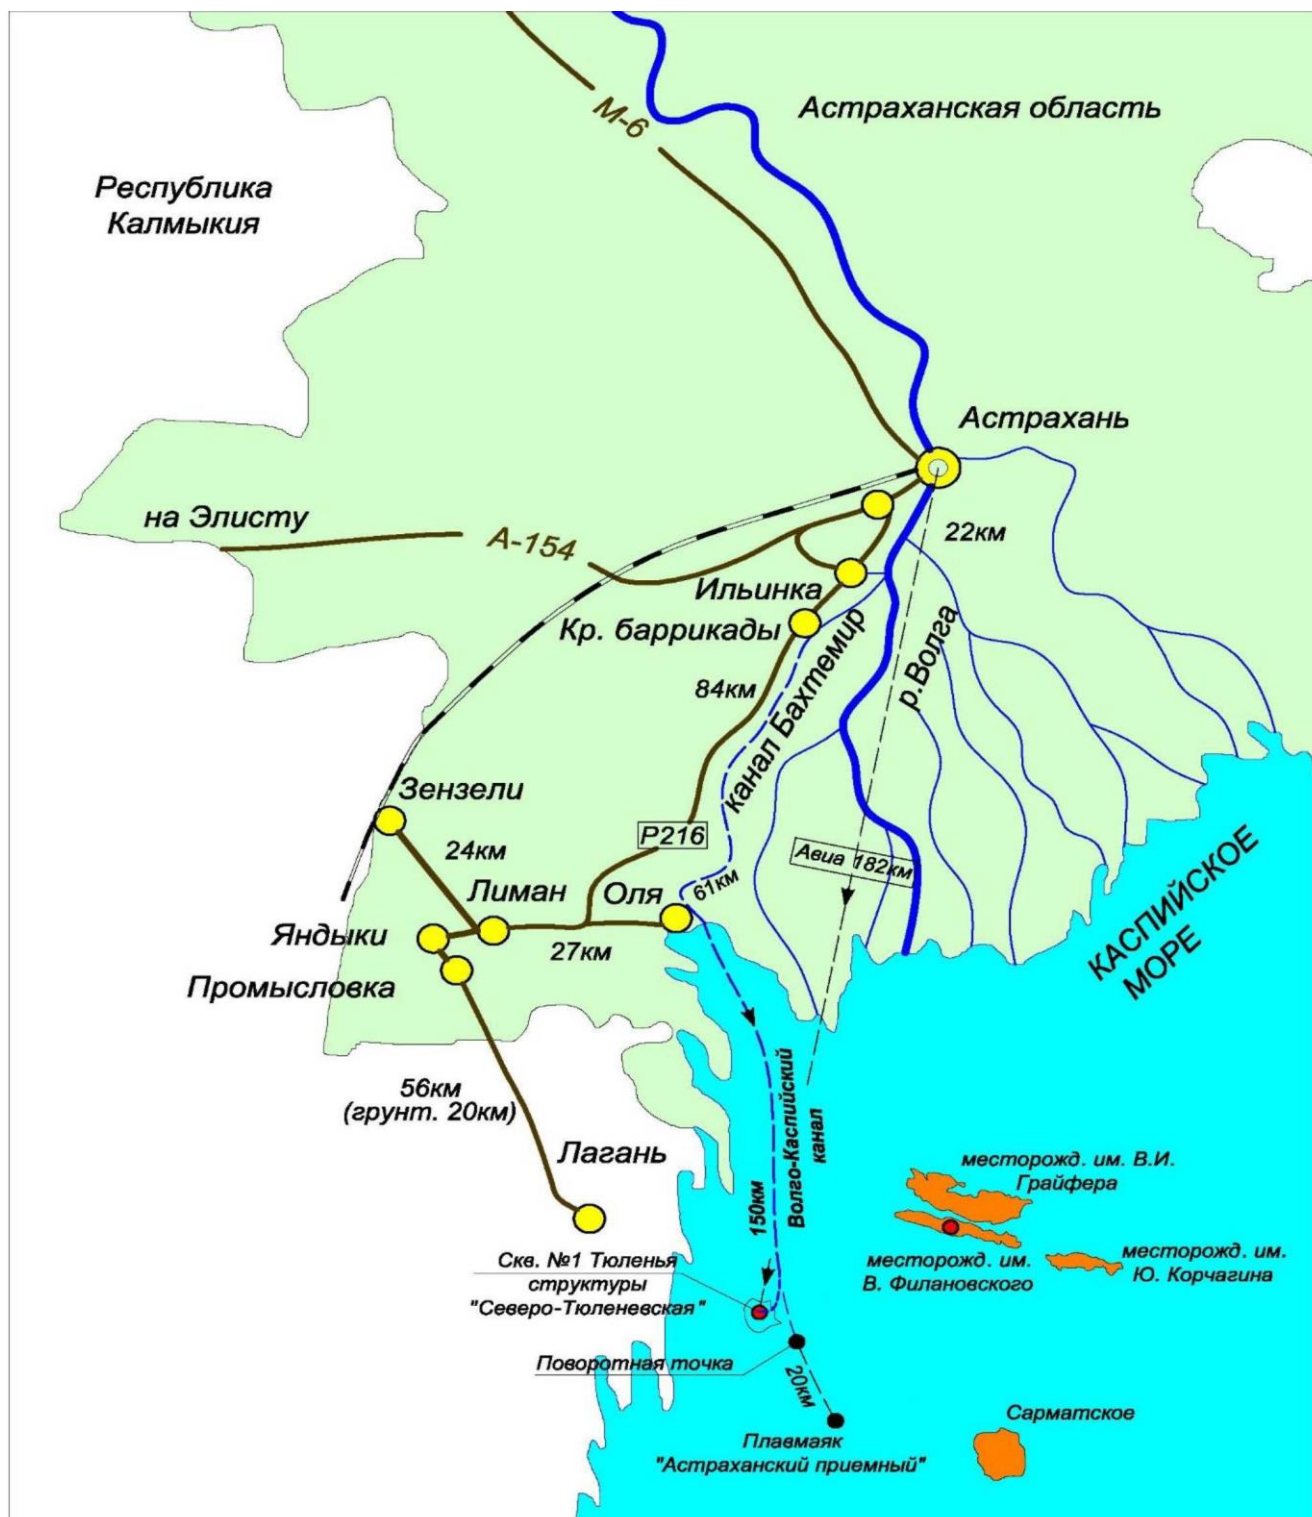 М-6
Астраханская область
Республика
Калмыкия
Астрахань
на Элисту
А-154
22км
Ильинка
Кр. баррикады
канал Бахтемир
р.Волга
84км
Зензели
Р216
24км
Авиа 182км
61км
КАСПИЙСКОЕ
МОРЕ
Лиман
Оля
Яндыки
27км
Промысловка
56км
(грунт. 20км)
Волго-Каспийский
канал
Лагань
150км
месторожд. им. В.И.
Грайфера
месторожд. им.
В. Филановского
месторожд. им.
Ю. Корчагина
Скв. №1 Тюленья
структуры
"Северо-Тюленевская"
Поворотная точка
20км
Сарматское
Плавмаяк
"Астраханский приемный"